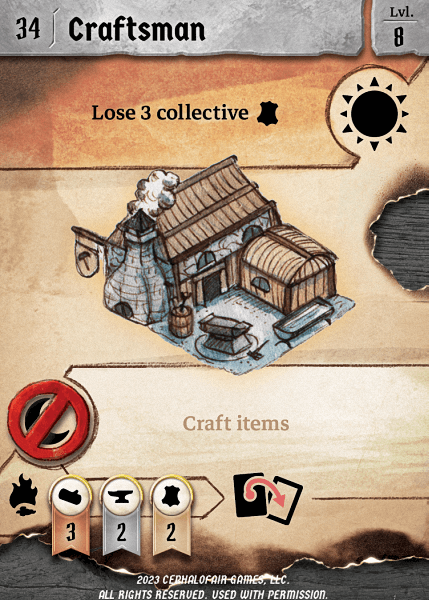 34 Craftsman
Lvl.
8
Lose 3 collective
Craft items
3 2 2
2023 CEPHALOFAIR GAMES, LLC.
ALL RIGHTS RESERVED. USED WITH PERMISSION.